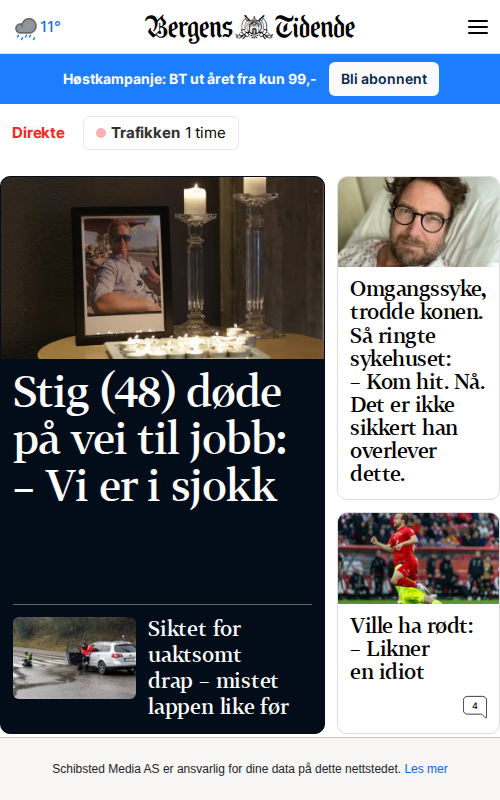 11°
Bergens Tidende
Høstkampanje: BT ut året fra kun 99,-
Bli abonnent
Direkte
Trafikken 1 time
Stig (48) døde
på vei til jobb:
– Vi er i sjokk
Siktet for
uaktsomt
drap – mistet
lappen like før
Omgangssyke,
trodde konen.
Så ringte
sykehuset:
– Kom hit. Nå.
Det er ikke
sikkert han
overlever
dette.
Ville ha rødt:
– Likner
en idiot
4
Schibsted Media AS er ansvarlig for dine data på dette nettstedet. Les mer